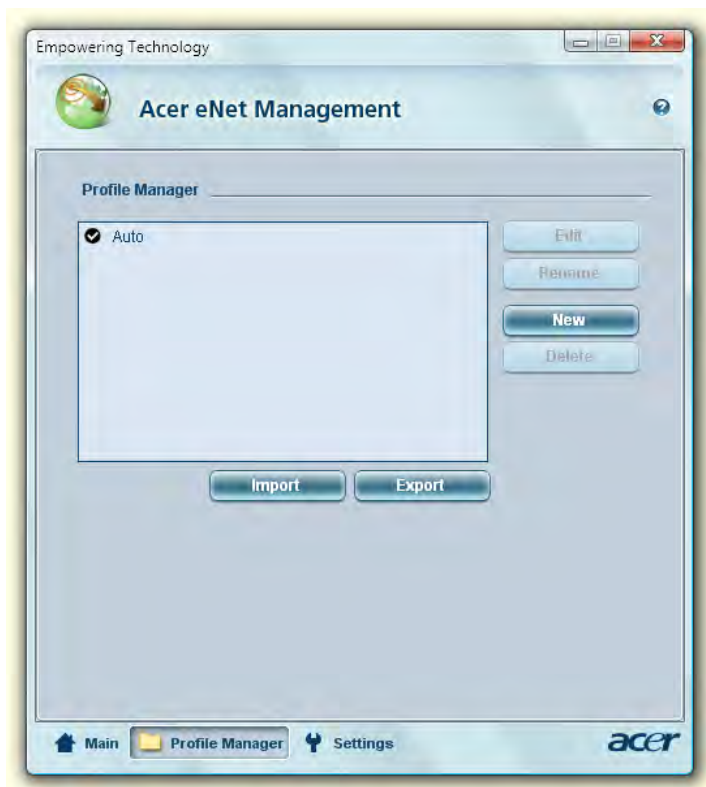 Empowering Technology
Acer eNet Management
Profile Manager
Auto
Edit
Rename
New
Delete
Import
Export
Main
Profile Manager
Settings
acer